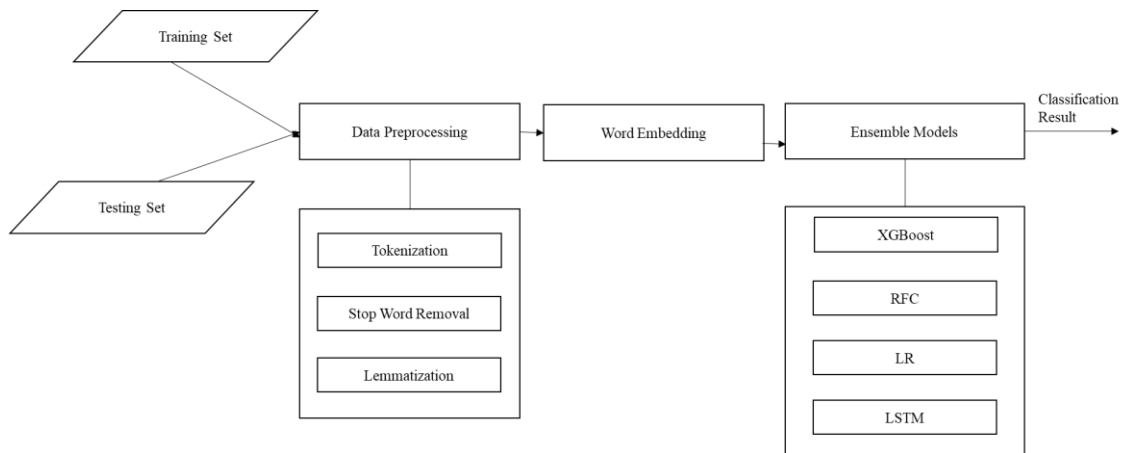 Training Set
Testing Set
Data Preprocessing
Word Embedding
Ensemble Models
Classification
Result
Tokenization
Stop Word Removal
Lemmatization
XGBoost
RFC
LR
LSTM